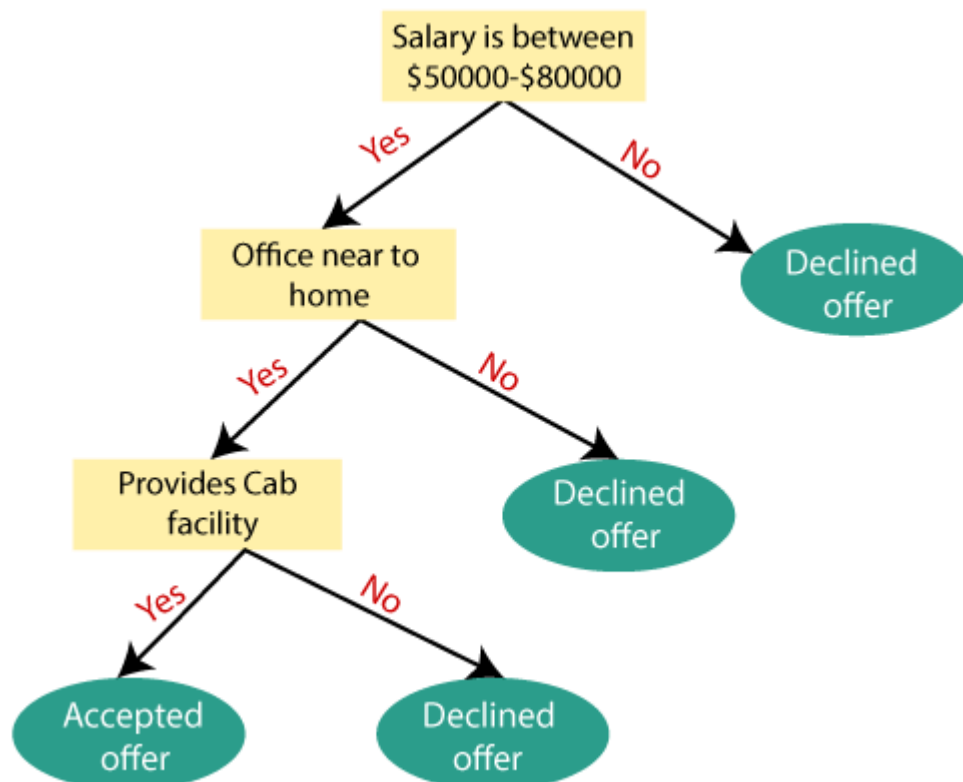 Salary is between
$50000-$80000
Yes
No
Office near to
home
Declined
offer
Yes
No
Provides Cab
facility
Declined
offer
Yes
No
Accepted
offer
Declined
offer